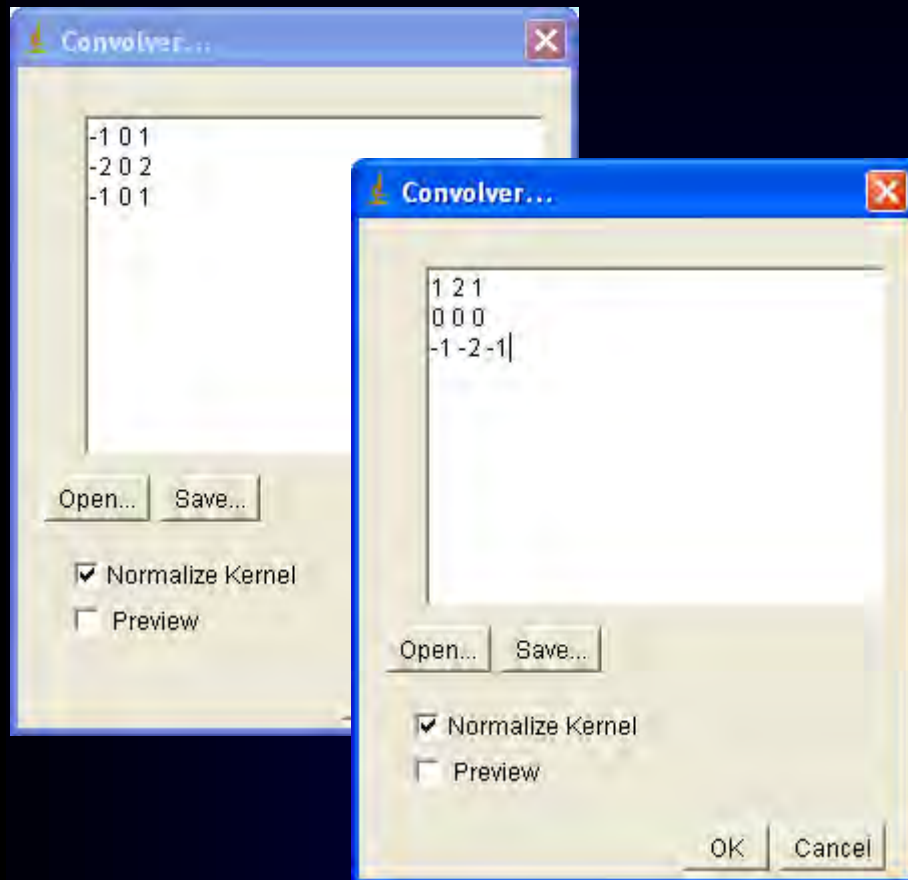 Convolver...
-1 0 1
-2 0 2
-1 0 1
Open... Save...
Normalize Kernel
Preview
Convolver...
1 2 1
0 0 0
-1 -2 -1
Open... Save...
Normalize Kernel
Preview
OK Cancel